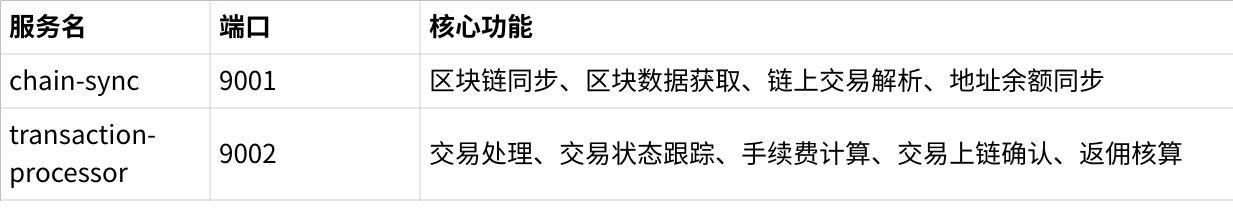 服务名 端口 核心功能
chain-sync 9001 区块链同步、区块数据获取、链上交易解析、地址余额同步
transaction-
processor 9002 交易处理、交易状态跟踪、手续费计算、交易上链确认、返佣核算